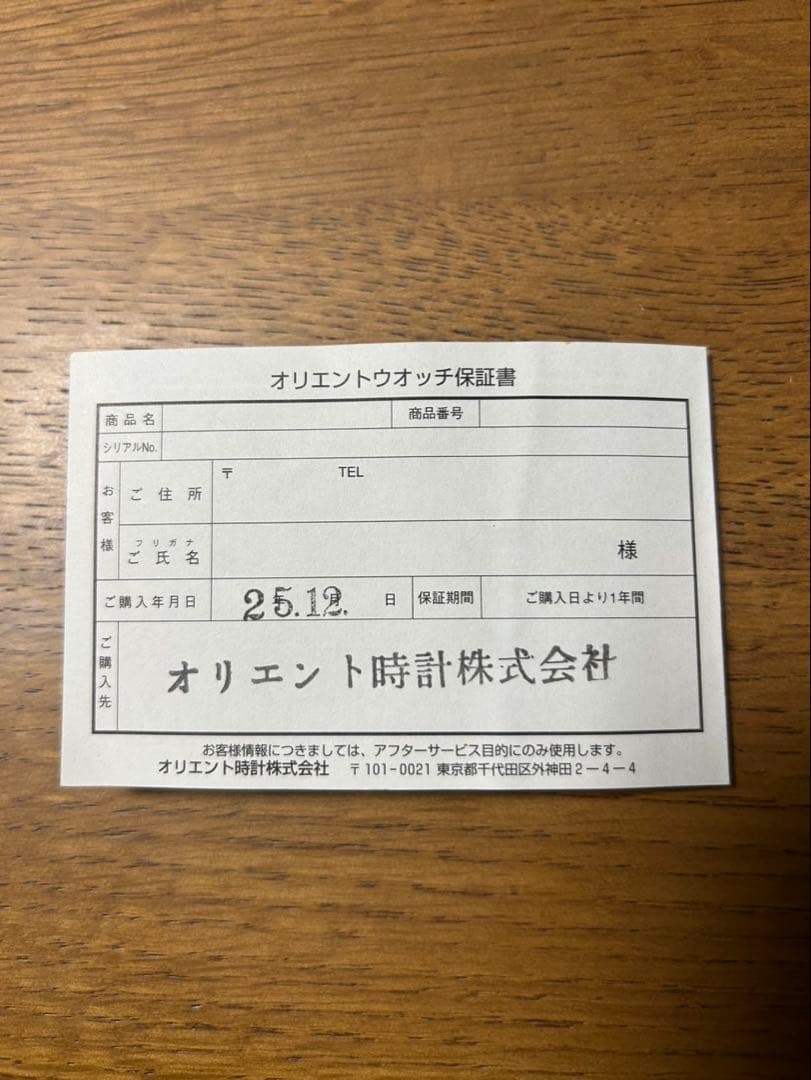 オリエントウオッチ保証書
商品名 商品番号
シリアルNo.
お客様 ご住所 〒 TEL
フリガナ
ご氏名 様
ご購入年月日 25.12. 年 月 日 保証期間 ご購入日より1年間
ご購入先 オリエント時計株式会社
お客様情報につきましては、アフターサービス目的にのみ使用します。
オリエント時計株式会社 〒101-0021 東京都千代田区外神田2-4-4